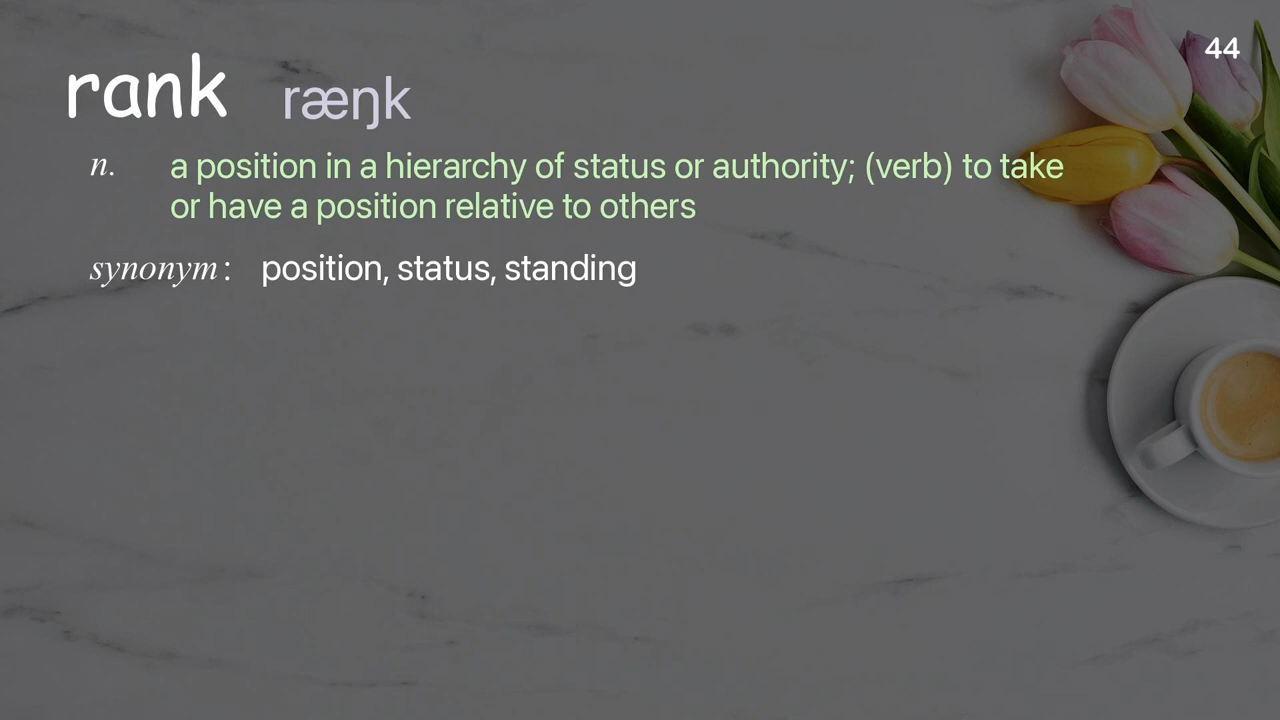 44
rank rænk
n. a position in a hierarchy of status or authority; (verb) to take
or have a position relative to others
synonym: position, status, standing